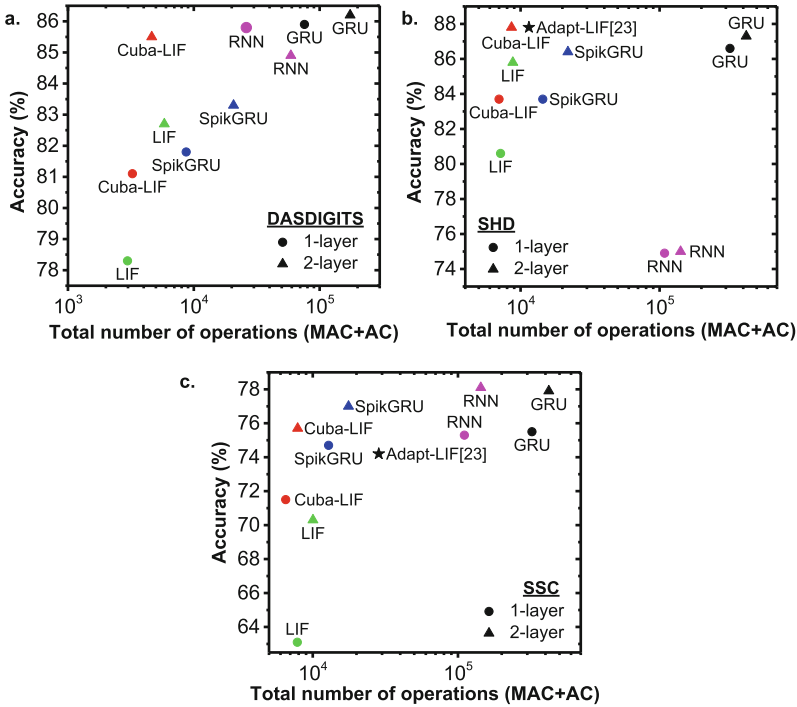 a.
86
85
84
83
82
81
80
79
78
Accuracy (%)
Cuba-LIF
RNN
GRU
GRU
RNN
SpikGRU
LIF
SpikGRU
Cuba-LIF
LIF
DASDIGITS
1-layer
2-layer
10³
10⁴
10⁵
Total number of operations (MAC+AC)
b.
88
86
84
82
80
78
76
74
Accuracy (%)
Adapt-LIF[23]
Cuba-LIF
GRU
GRU
SpikGRU
LIF
Cuba-LIF
SpikGRU
LIF
SHD
1-layer
2-layer
RNN
RNN
10⁴
10⁵
Total number of operations (MAC+AC)
c.
78
76
74
72
70
68
66
64
Accuracy (%)
RNN
GRU
SpikGRU
Cuba-LIF
RNN
GRU
SpikGRU
Adapt-LIF[23]
Cuba-LIF
LIF
LIF
SSC
1-layer
2-layer
10⁴
10⁵
Total number of operations (MAC+AC)